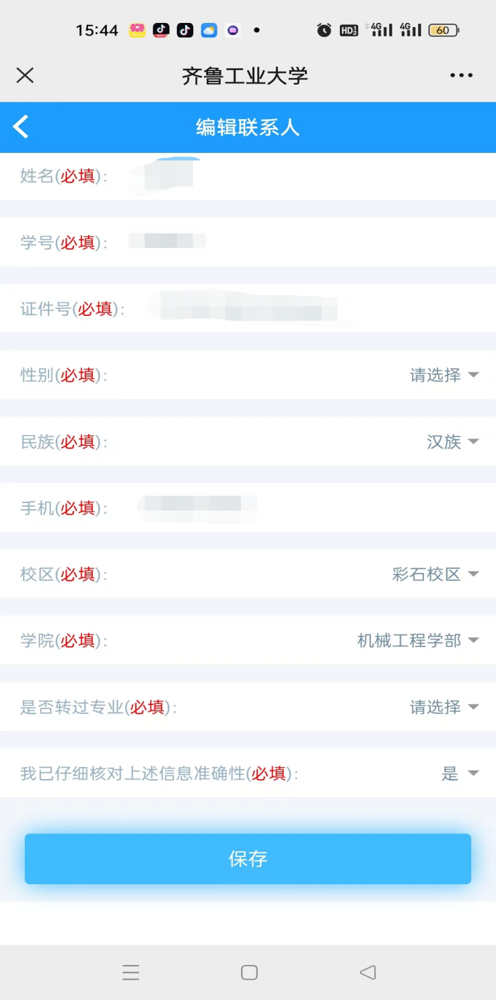 15:44 HD 4G 4G 60
齐鲁工业大学
编辑联系人
姓名(必填):
学号(必填):
证件号(必填):
性别(必填): 请选择
民族(必填): 汉族
手机(必填):
校区(必填): 彩石校区
学院(必填): 机械工程学部
是否转过专业(必填): 请选择
我已仔细核对上述信息准确性(必填): 是
保存